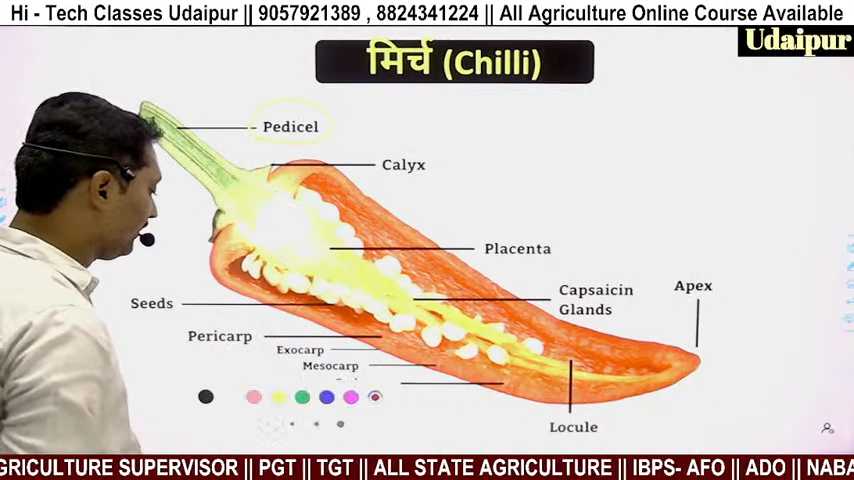 Hi - Tech Classes Udaipur || 9057921389 , 8824341224 || All Agriculture Online Course Available
Udaipur
मिर्च (Chilli)
Pedicel
Calyx
Placenta
Capsaicin
Glands
Apex
Seeds
Pericarp
Exocarp
Mesocarp
Locule
GRICULTURE SUPERVISOR || PGT || TGT || ALL STATE AGRICULTURE || IBPS- AFO || ADO || NABA